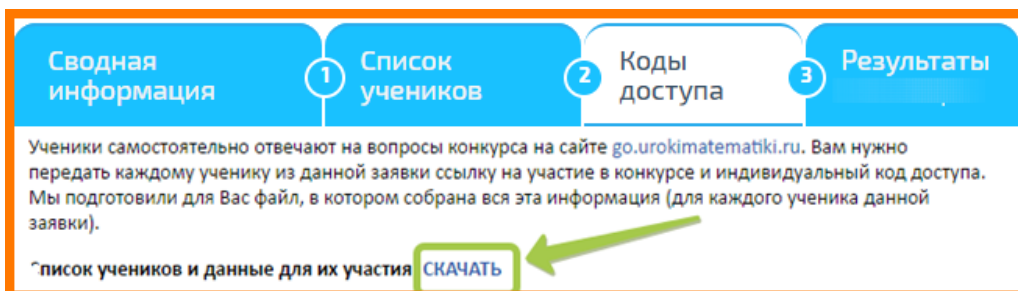 Сводная информация
1
Список учеников
2
Коды доступа
3
Результаты
Ученики самостоятельно отвечают на вопросы конкурса на сайте go.urokimatematiki.ru. Вам нужно
передать каждому ученику из данной заявки ссылку на участие в конкурсе и индивидуальный код доступа.
Мы подготовили для Вас файл, в котором собрана вся эта информация (для каждого ученика данной
заявки).
Список учеников и данные для их участия СКАЧАТЬ